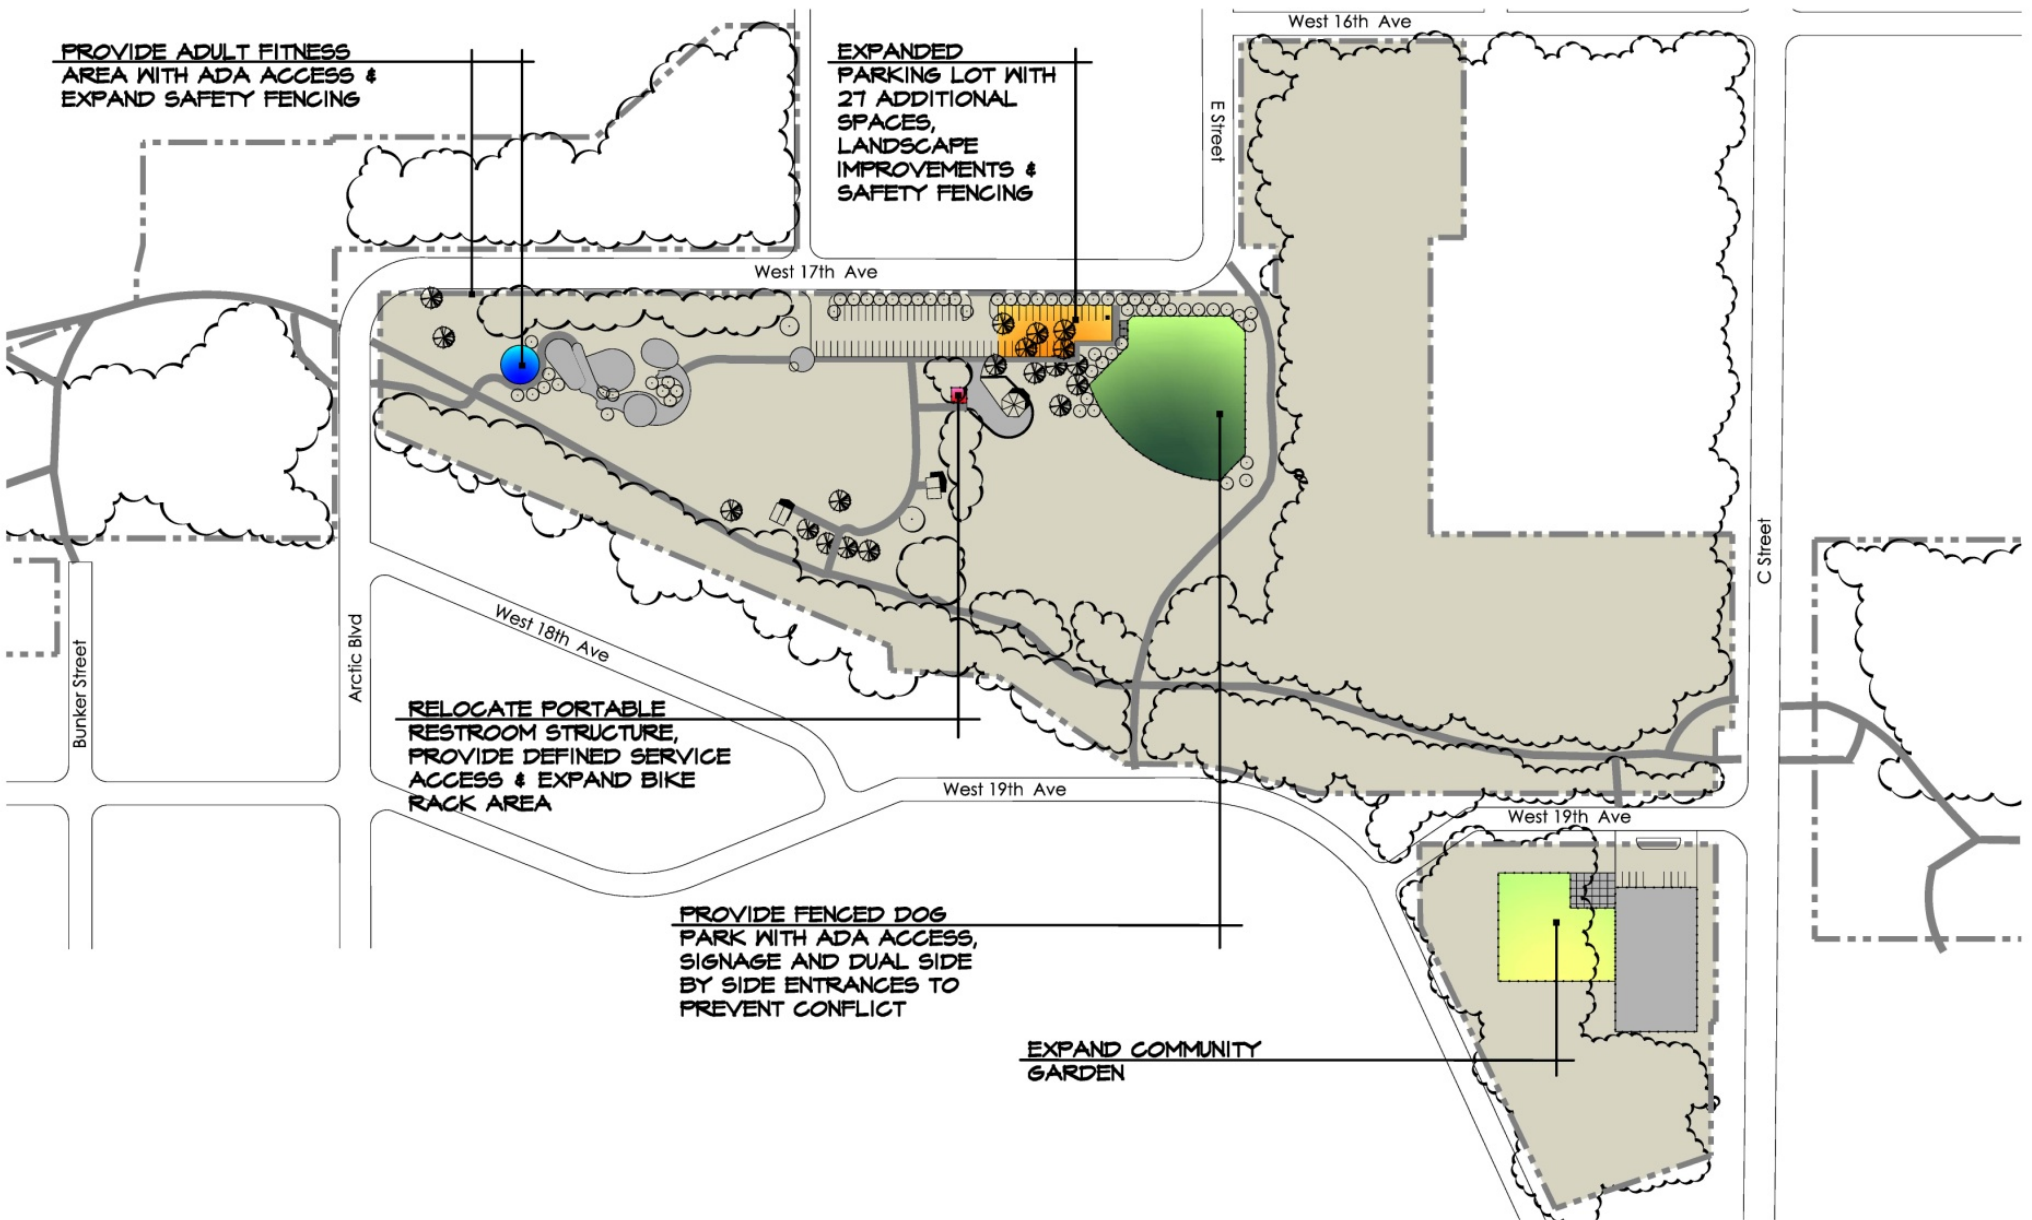 West 16th Ave
PROVIDE ADULT FITNESS
AREA WITH ADA ACCESS &
EXPAND SAFETY FENCING
EXPANDED
PARKING LOT WITH
27 ADDITIONAL
SPACES,
LANDSCAPE
IMPROVEMENTS &
SAFETY FENCING
E Street
West 17th Ave
C Street
West 18th Ave
Arctic Blvd
Bunker Street
RELOCATE PORTABLE
RESTROOM STRUCTURE,
PROVIDE DEFINED SERVICE
ACCESS & EXPAND BIKE
RACK AREA
West 19th Ave
West 19th Ave
PROVIDE FENCED DOG
PARK WITH ADA ACCESS,
SIGNAGE AND DUAL SIDE
BY SIDE ENTRANCES TO
PREVENT CONFLICT
EXPAND COMMUNITY
GARDEN